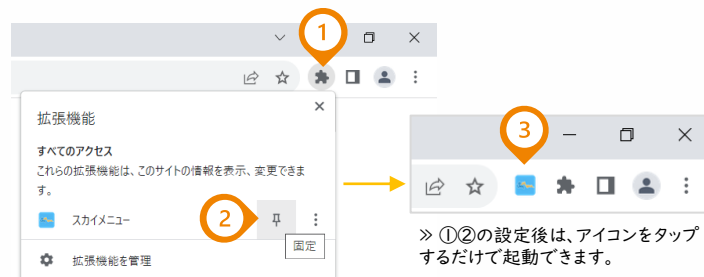 1
拡張機能
すべてのアクセス
これらの拡張機能は、このサイトの情報を表示、変更できま
す。
スカイメニュー
2
固定
拡張機能を管理
3
≫ ①②の設定後は、アイコンをタップ
するだけで起動できます。